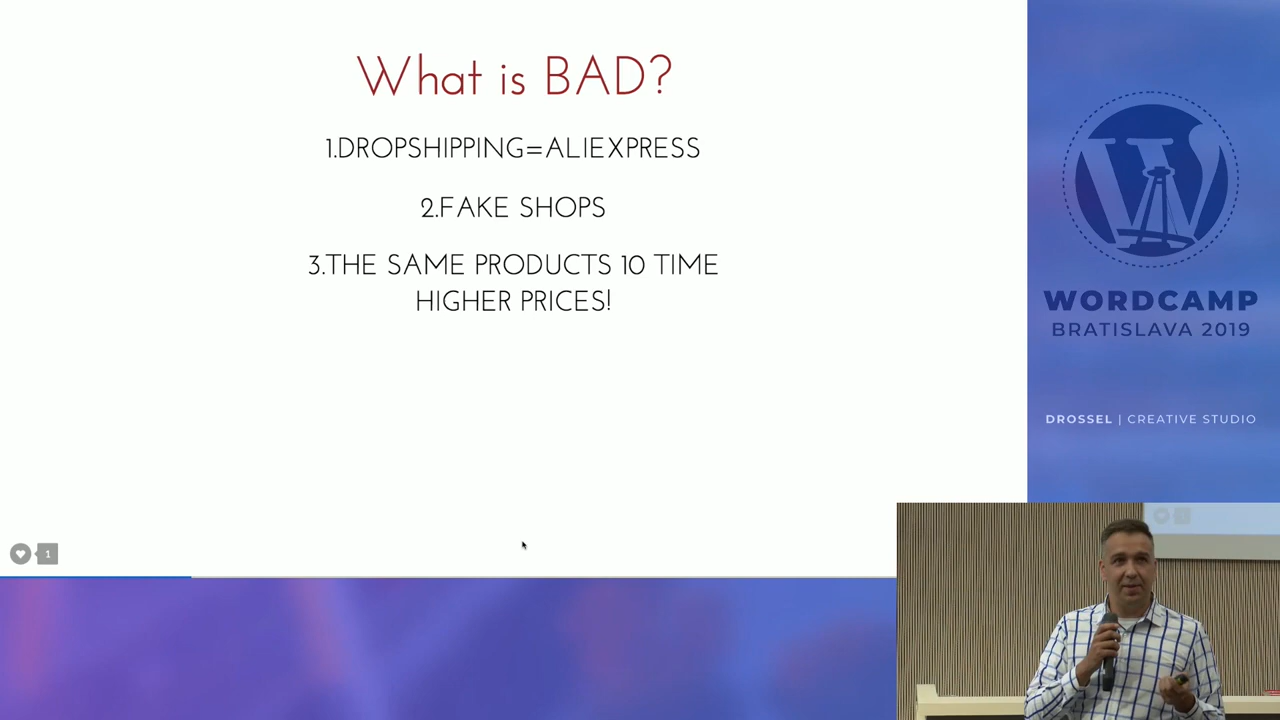 What is BAD?
1.DROPSHIPPING=ALIEXPRESS
2.FAKE SHOPS
3.THE SAME PRODUCTS 10 TIME
HIGHER PRICES!
1
W
WORDCAMP
BRATISLAVA 2019
DROSSEL | CREATIVE STUDIO